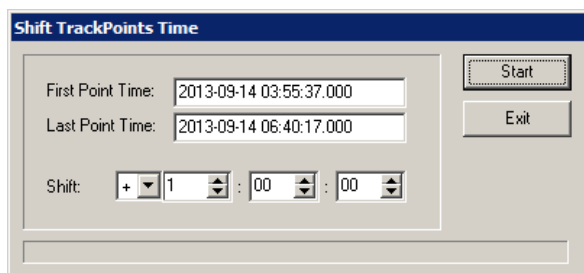 Shift TrackPoints Time
Start
First Point Time: 2013-09-14 03:55:37.000
Exit
Last Point Time: 2013-09-14 06:40:17.000
Shift: + 1 : 00 : 00